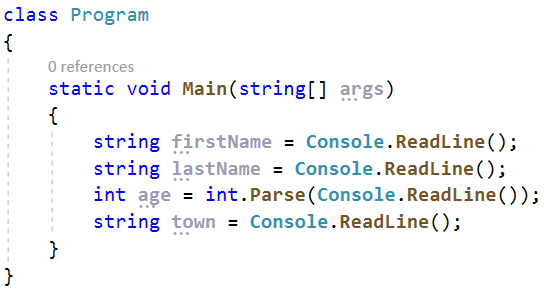 class Program
{
0 references
static void Main(string[] args)
{
string firstName = Console.ReadLine();
string lastName = Console.ReadLine();
int age = int.Parse(Console.ReadLine());
string town = Console.ReadLine();
}
}